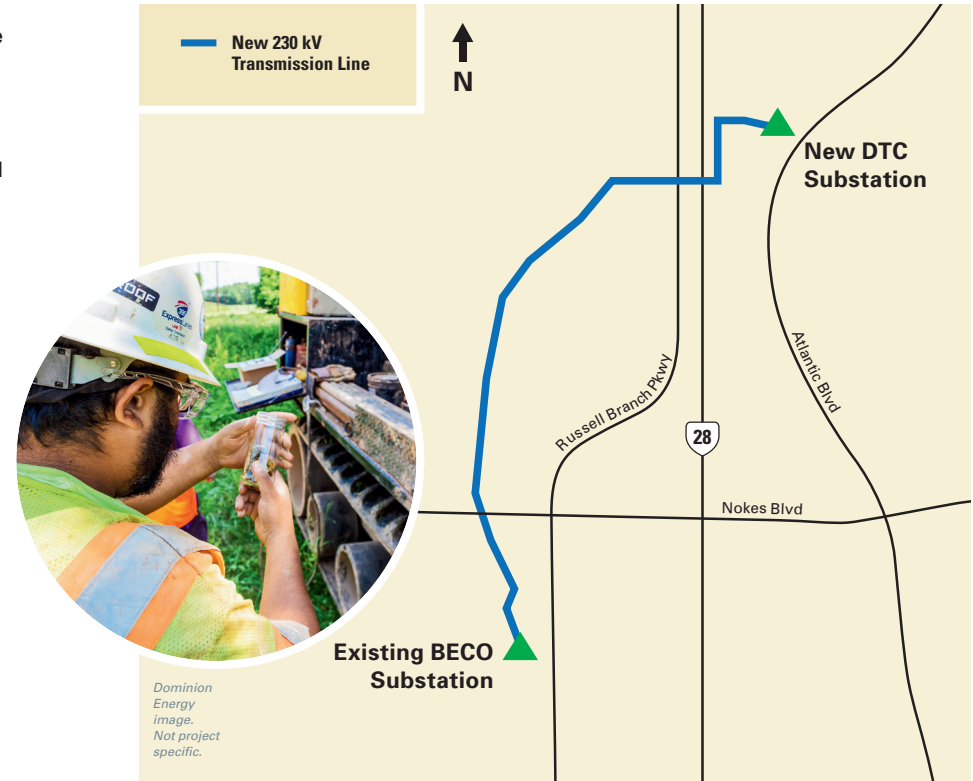 New 230 kV
Transmission Line
N
New DTC
Substation
Atlantic Blvd
Russell Branch Pkwy
28
Nokes Blvd
Existing BECO
Substation
Dominion
Energy
image.
Not project
specific.
ExpressLanes